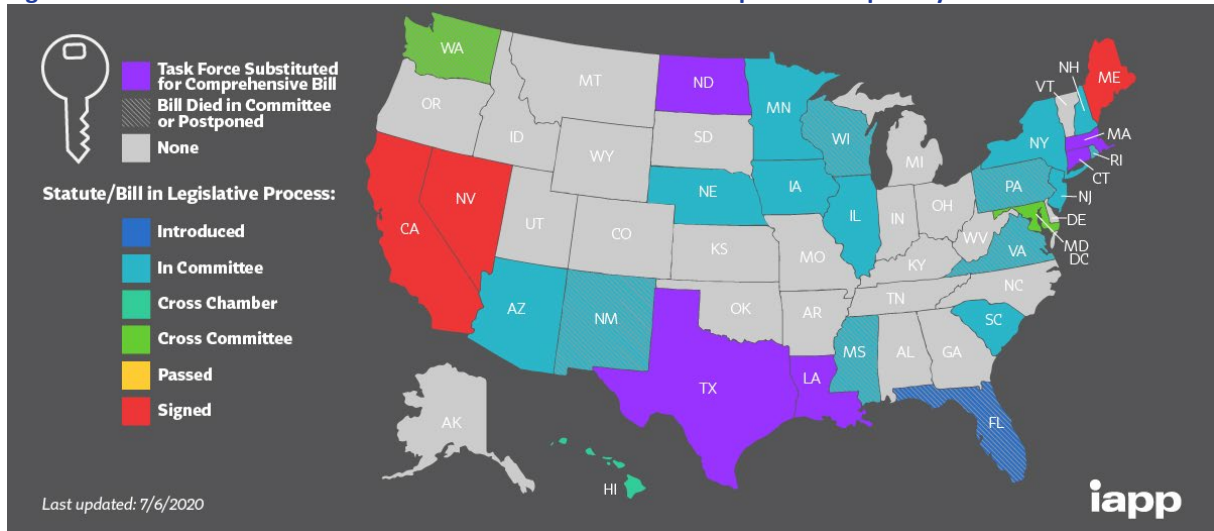 Task Force Substituted
for Comprehensive Bill
Bill Died in Committee
or Postponed
None
Statute/Bill in Legislative Process:
Introduced
In Committee
Cross Chamber
Cross Committee
Passed
Signed
Last updated: 7/6/2020
WA
OR
CA
NV
ID
MT
WY
UT
AZ
CO
NM
ND
SD
NE
KS
OK
TX
MN
IA
MO
AR
LA
WI
IL
MI
IN
OH
KY
TN
MS
AL
GA
FL
SC
NC
VA
WV
PA
NY
VT
NH
ME
MA
RI
CT
NJ
DE
MD
DC
AK
HI
iapp